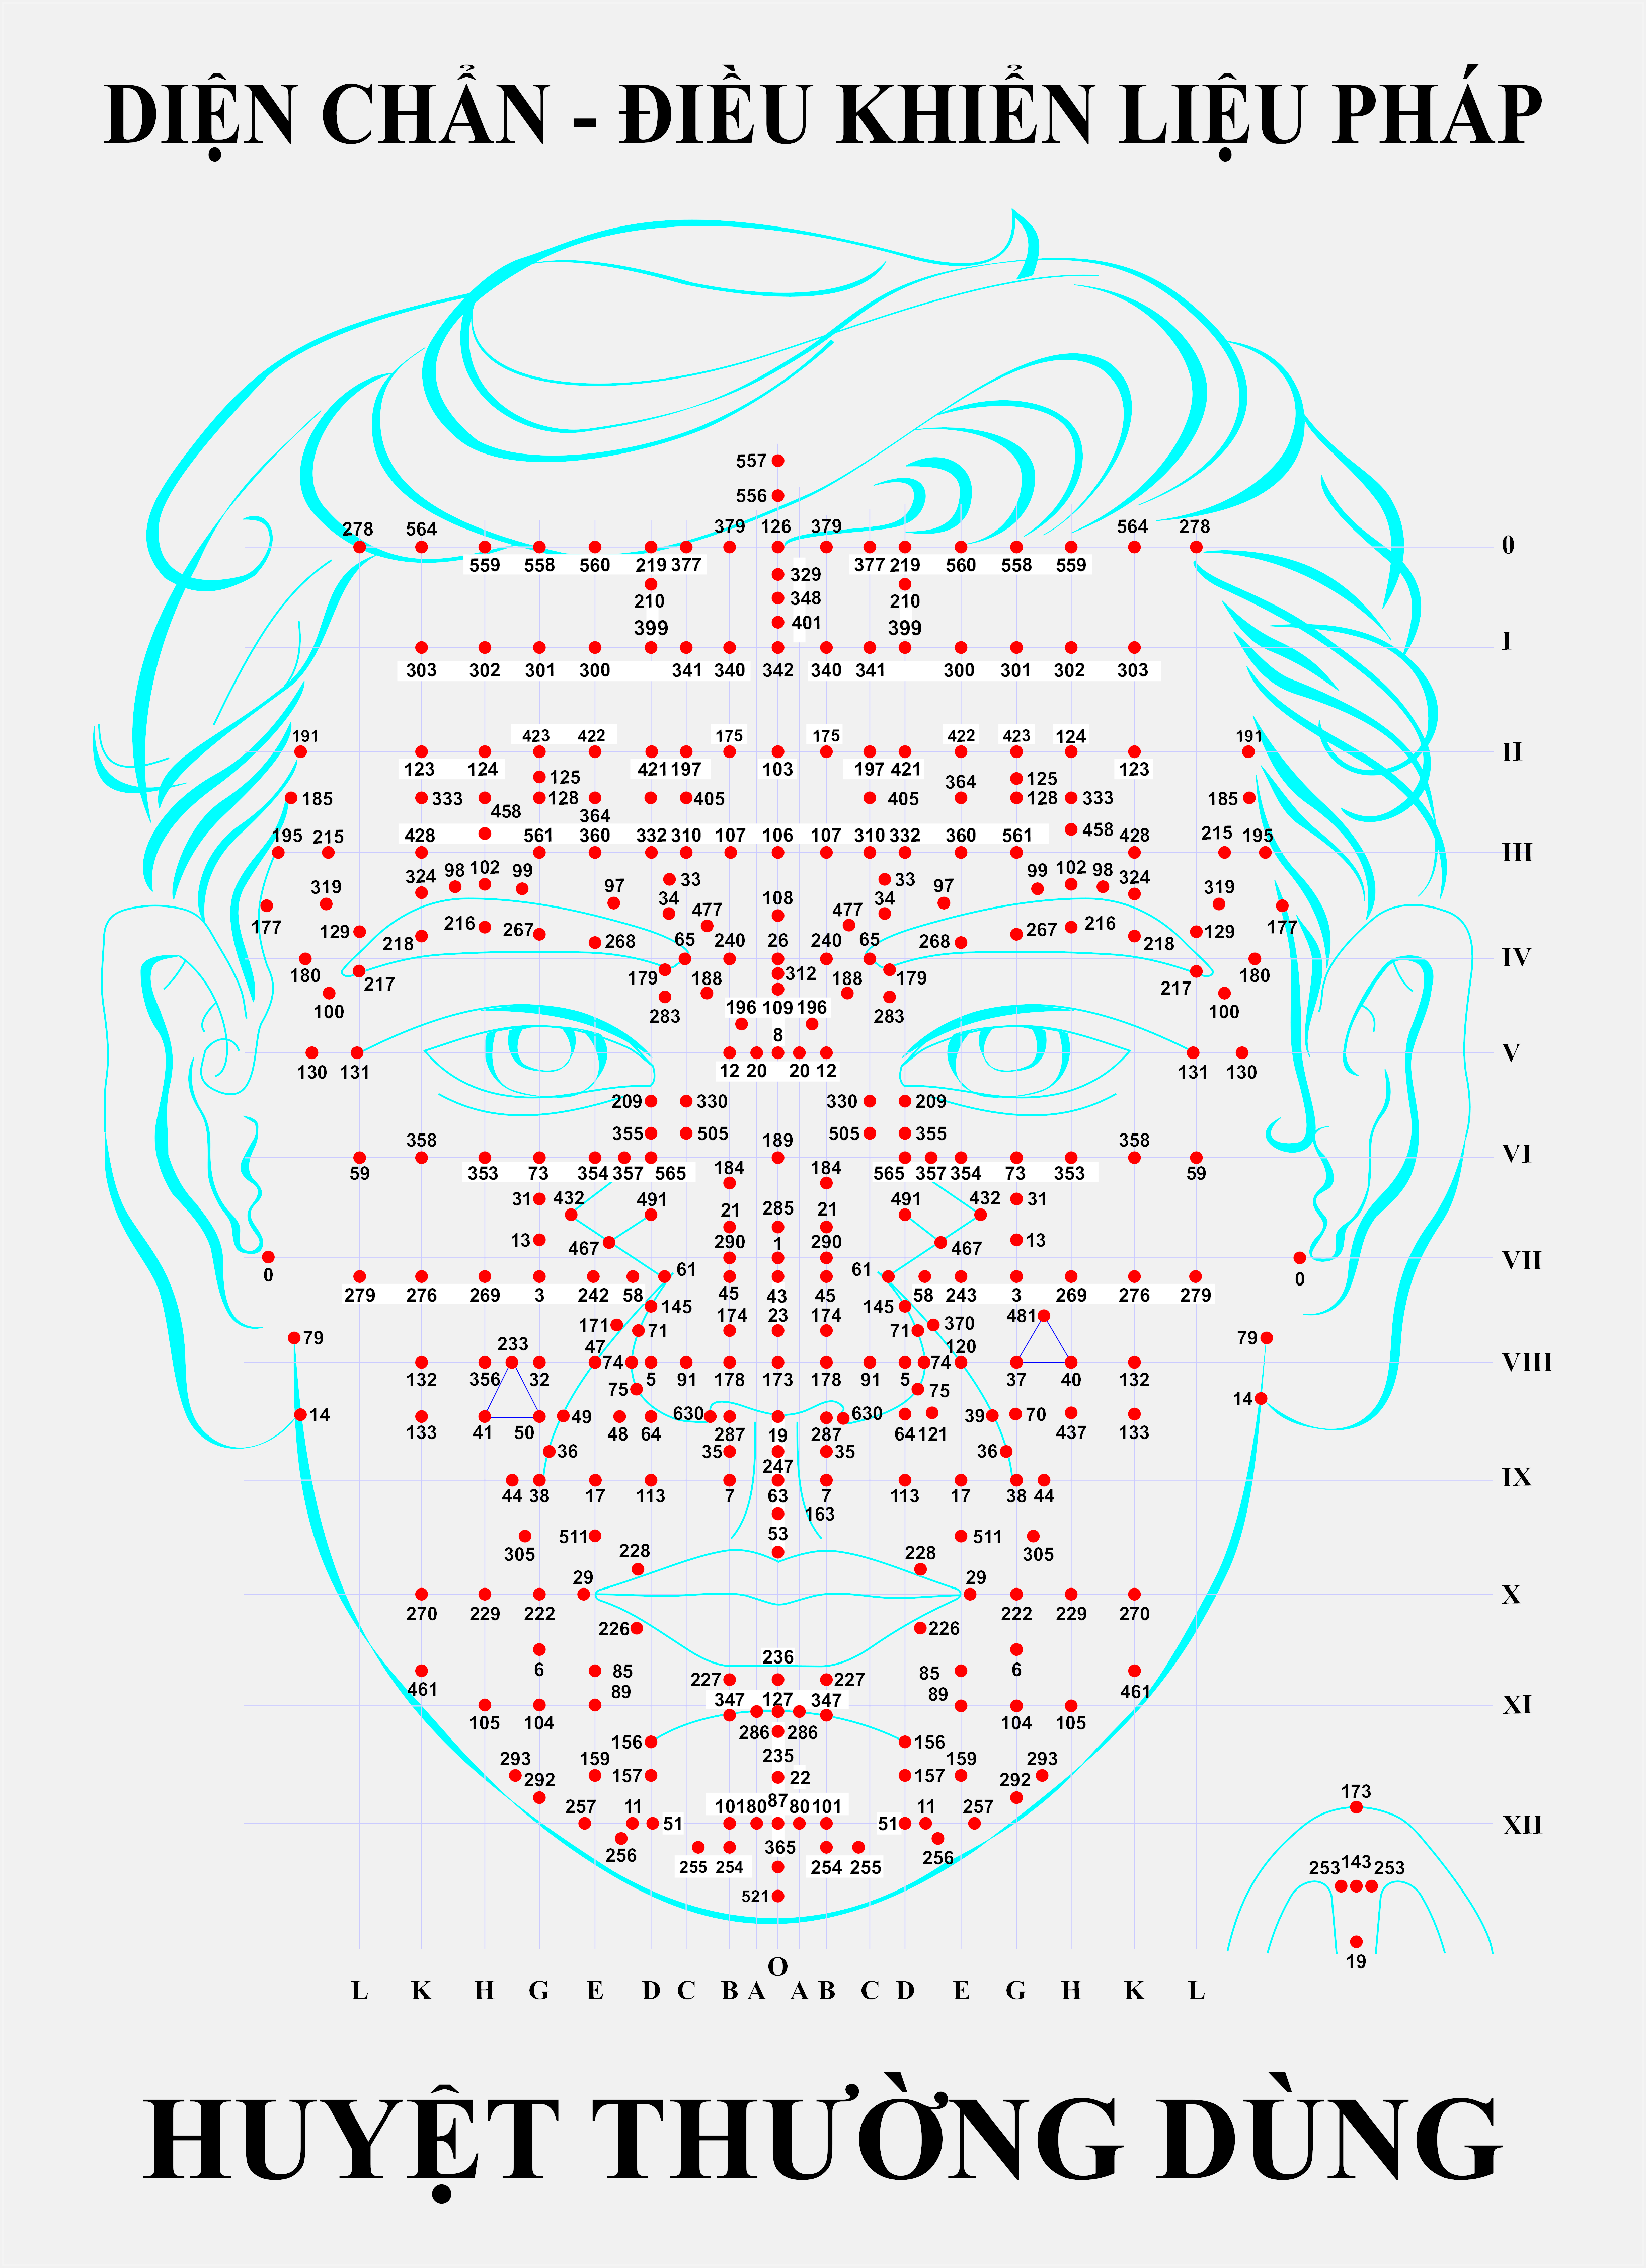 DIỆN CHẨN - ĐIỀU KHIỂN LIỆU PHÁP
557
556
278 564 379 126 379 564 278
0
559 558 560 219 377 377 219 560 558 559
329
210 348 210
399 401 399
I
303 302 301 300 341 340 342 340 341 300 301 302 303
191 423 422 175 175 422 423 124 191
II
123 124 421 197 103 197 421 123
125 364 125
185 333 128 405 405 128 333 185
458 364
195 215 428 561 360 332 310 107 106 107 310 332 360 561 458 428 215 195
III
324 98 102 99 33 33 99 102 98 324
319 97 34 108 34 97 319
177 129 218 216 267 268 477 477 268 267 216 218 129 177
65 240 26 240 65
IV
180 217 179 188 312 188 179 217 180
100 283 196 109 196 283 100
8
V
130 131 12 20 20 12 131 130
209 330 330 209
358 355 505 189 505 355 358
VI
59 353 73 354 357 565 184 184 565 357 354 73 353 59
31 432 491 491 432 31
21 285 21
13 467 290 1 290 467 13
VII
0 61 61 0
279 276 269 3 242 58 45 43 45 58 243 3 269 276 279
145 174 23 174 145 481
79 233 171 71 71 370 79
47 120
74 74
VIII
132 356 32 5 91 178 173 178 91 5 37 40 132
75 75
14 49 630 630 39 70 14
133 41 50 48 64 287 19 287 64 121 437 133
36 35 247 35 36
IX
44 38 17 113 7 63 7 113 17 38 44
163
305 511 53 511 305
228 228
29 29
X
270 229 222 222 229 270
226 226
6 85 236 85 6
461 89 227 227 89 461
347 127 347
XI
105 104 286 286 104 105
156 156
293 159 235 159 293
292 157 22 157 292
173
257 11 51 101 80 87 80 101 51 11 257
XII
256 255 254 365 254 255 256
253 143 253
521
19
O
L K H G E D C B A A B C D E G H K L
HUYỆT THƯỜNG DÙNG